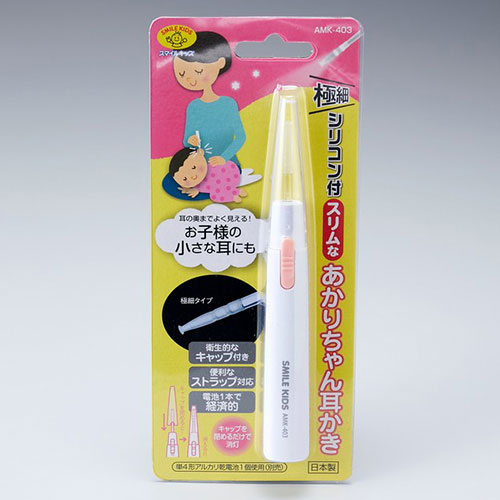 AMK-403
SMILE KIDS
スマイルキッズ
極細
シリコン付
スリムな
あかりちゃん耳かき
耳の奥までよく見える!
お子様の
小さな耳にも
極細タイプ
衛生的な
キャップ付き
便利な
ストラップ対応
電池1本で
経済的
キャップを
閉めるだけで
消灯
SMILE KIDS AMK-403
単4形アルカリ乾電池1個使用(別売)
日本製